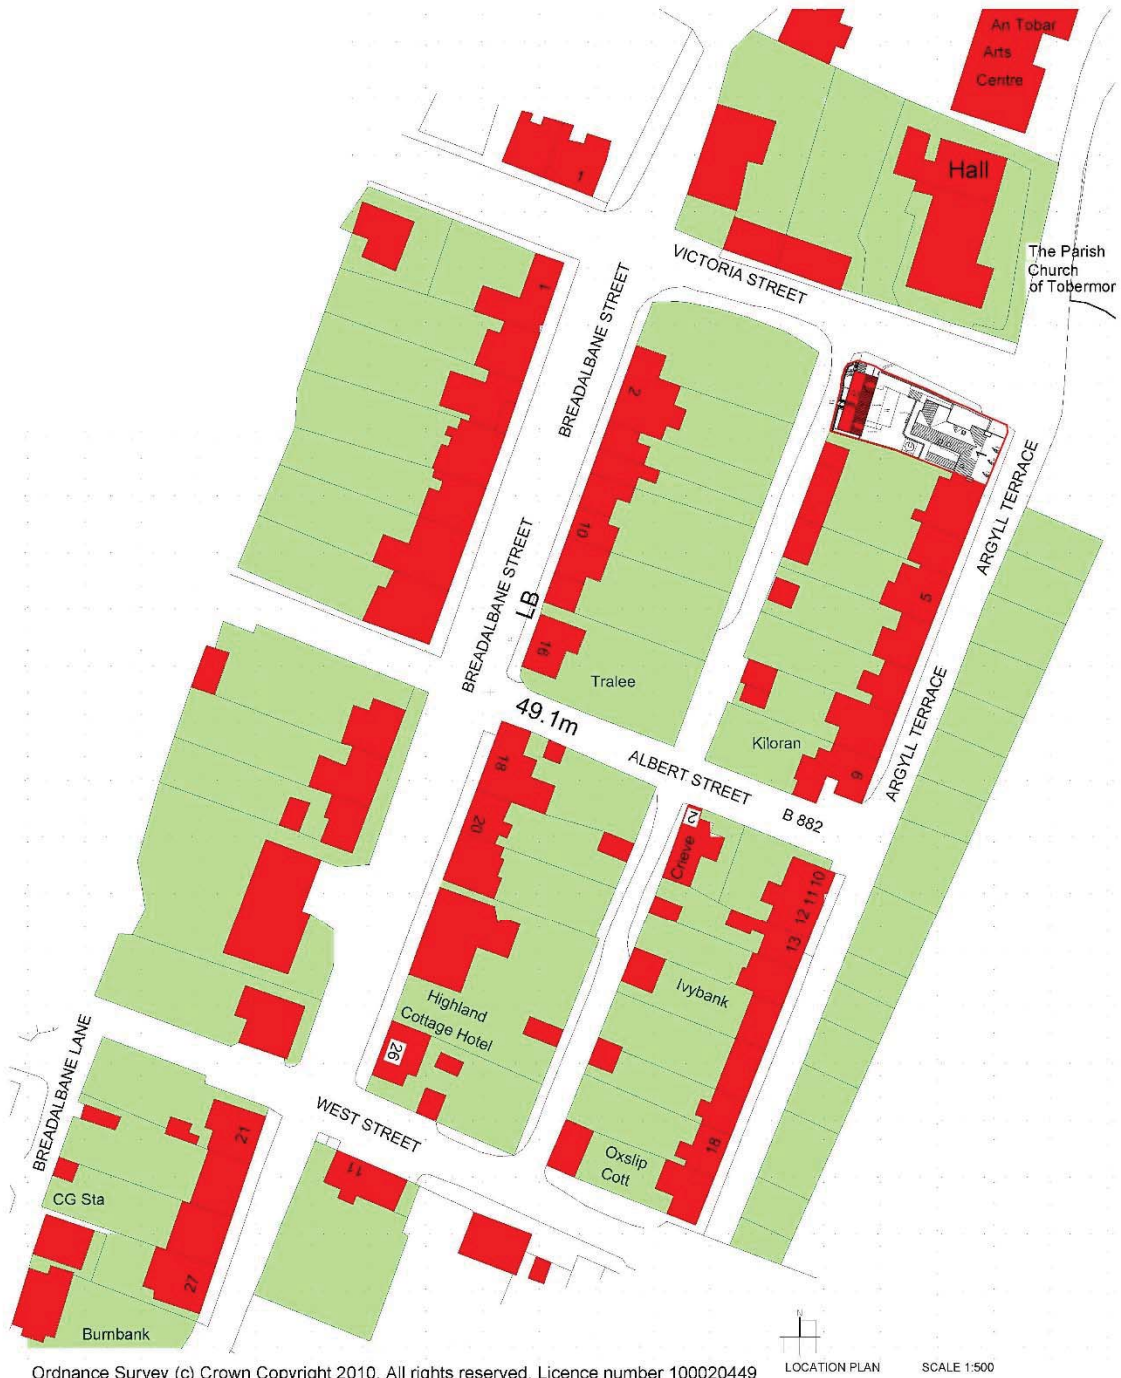 An Tobar
Arts
Centre
Hall
1
The Parish
Church
of Tobermor
VICTORIA STREET
1
BREADALBANE STREET
2
1
ARGYLL TERRACE
10
5
BREADALBANE STREET
LB
16
Tralee
49.1m
Kiloran
ARGYLL TERRACE
9
ALBERT STREET
B 882
18
20
2
Crieve
10
11
12
13
Ivybank
Highland
Cottage Hotel
26
BREADALBANE LANE
WEST STREET
21
11
18
Oxslip
Cott
CG Sta
27
Burnbank
N
LOCATION PLAN
SCALE 1:500
Ordnance Survey (c) Crown Copyright 2010. All rights reserved. Licence number 100020449